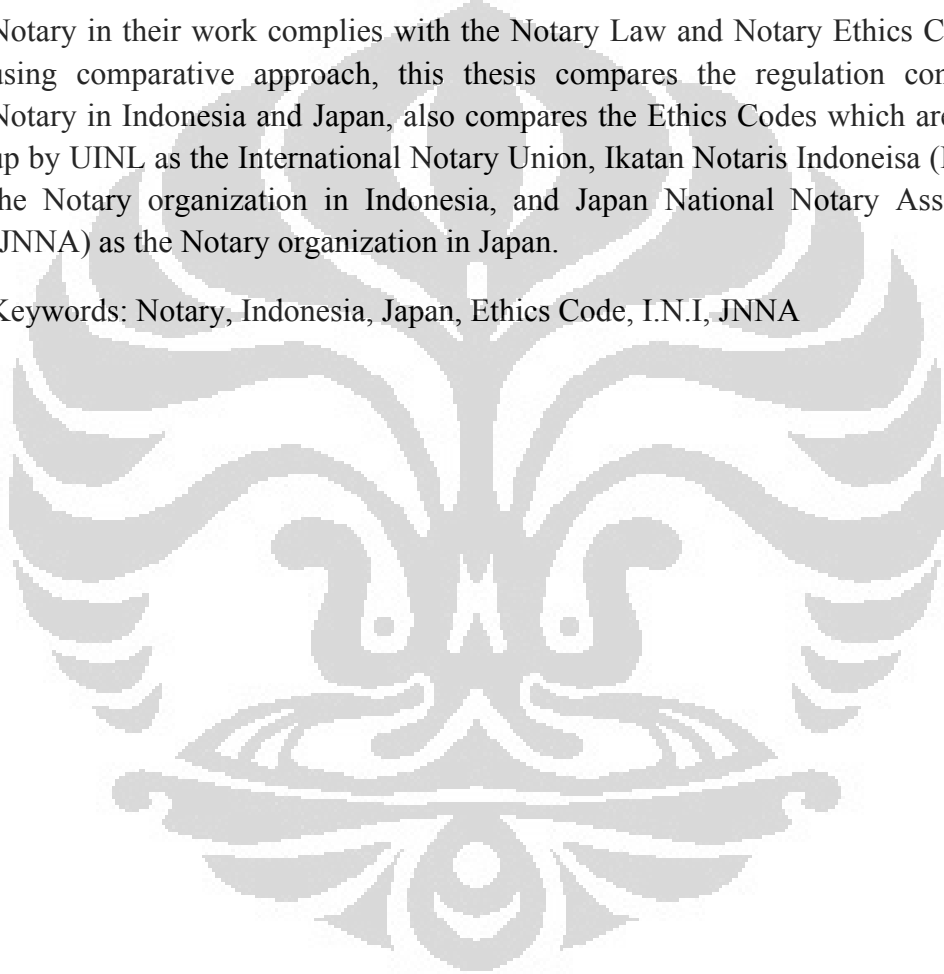 Notary in their work complies with the Notary Law and Notary Ethics C
using comparative approach, this thesis compares the regulation con
Notary in Indonesia and Japan, also compares the Ethics Codes which are
up by UINL as the International Notary Union, Ikatan Notaris Indoneisa (I
the Notary organization in Indonesia, and Japan National Notary Ass
(JNNA) as the Notary organization in Japan.
Keywords: Notary, Indonesia, Japan, Ethics Code, I.N.I, JNNA